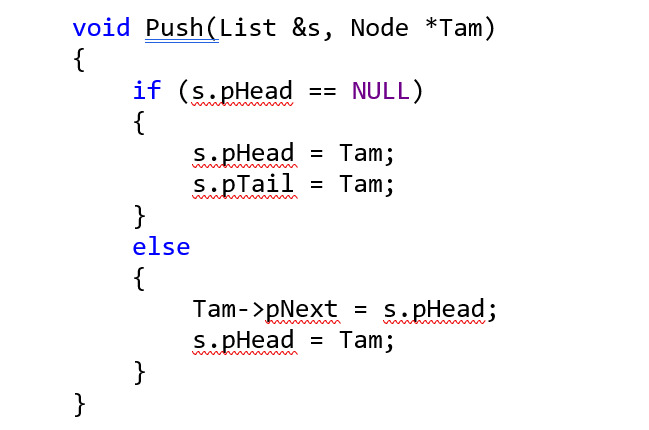 void Push(List &s, Node *Tam)
{
    if (s.pHead == NULL)
    {
        s.pHead = Tam;
        s.pTail = Tam;
    }
    else
    {
        Tam->pNext = s.pHead;
        s.pHead = Tam;
    }
}